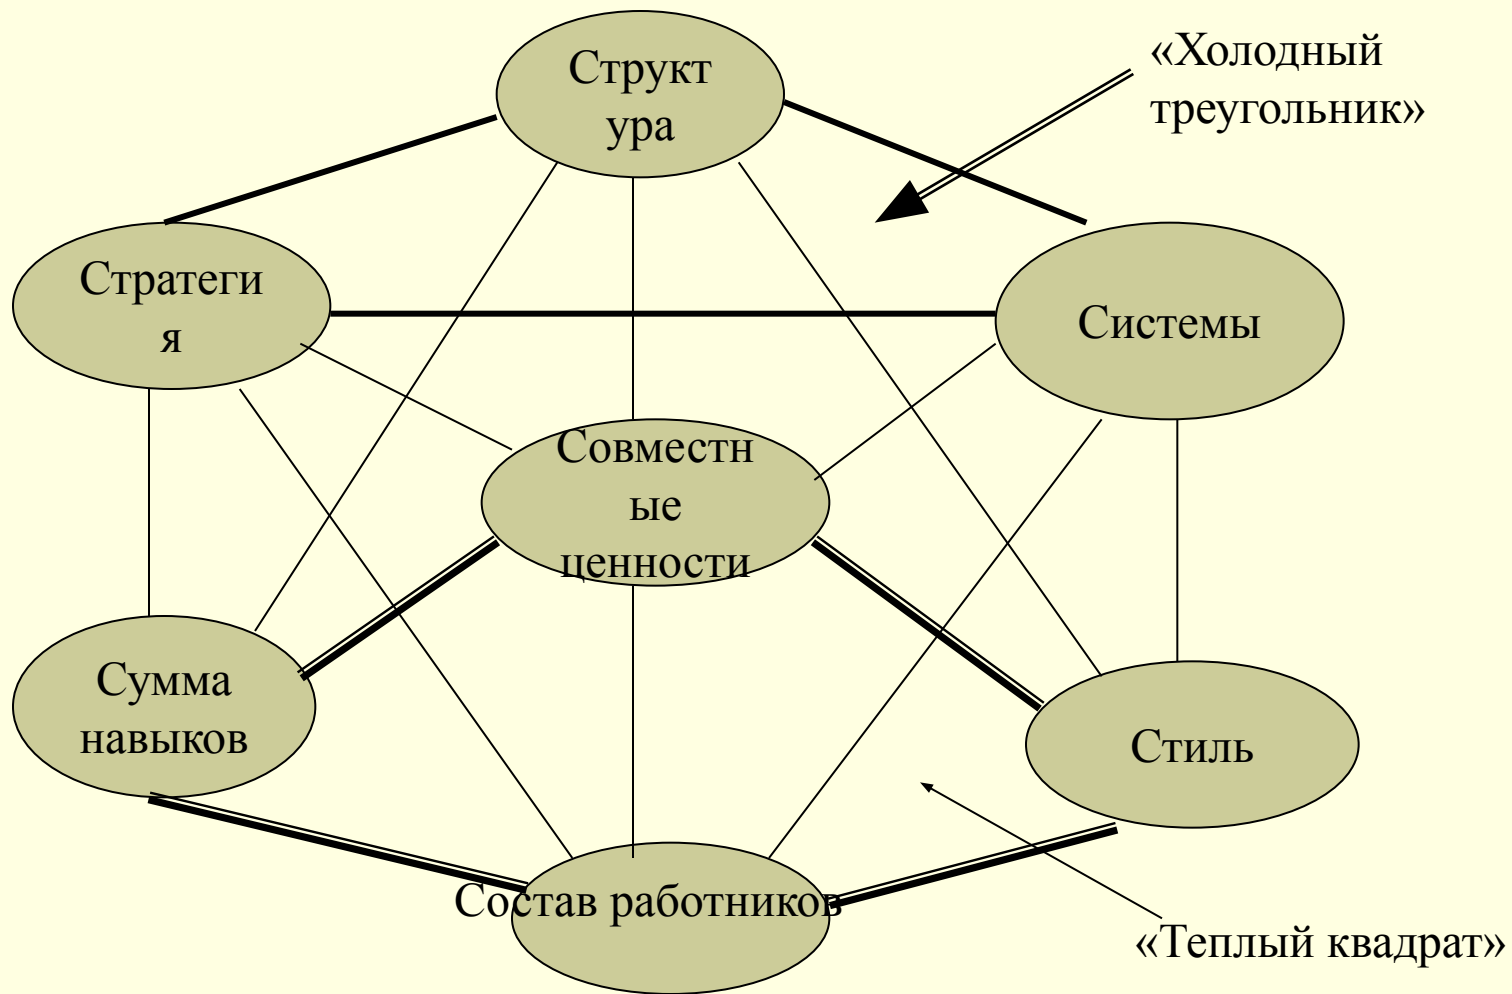 Структ
ура
«Холодный
треугольник»
Стратеги
я
Системы
Совместн
ые
ценности
Сумма
навыков
Стиль
Состав работников
«Теплый квадрат»